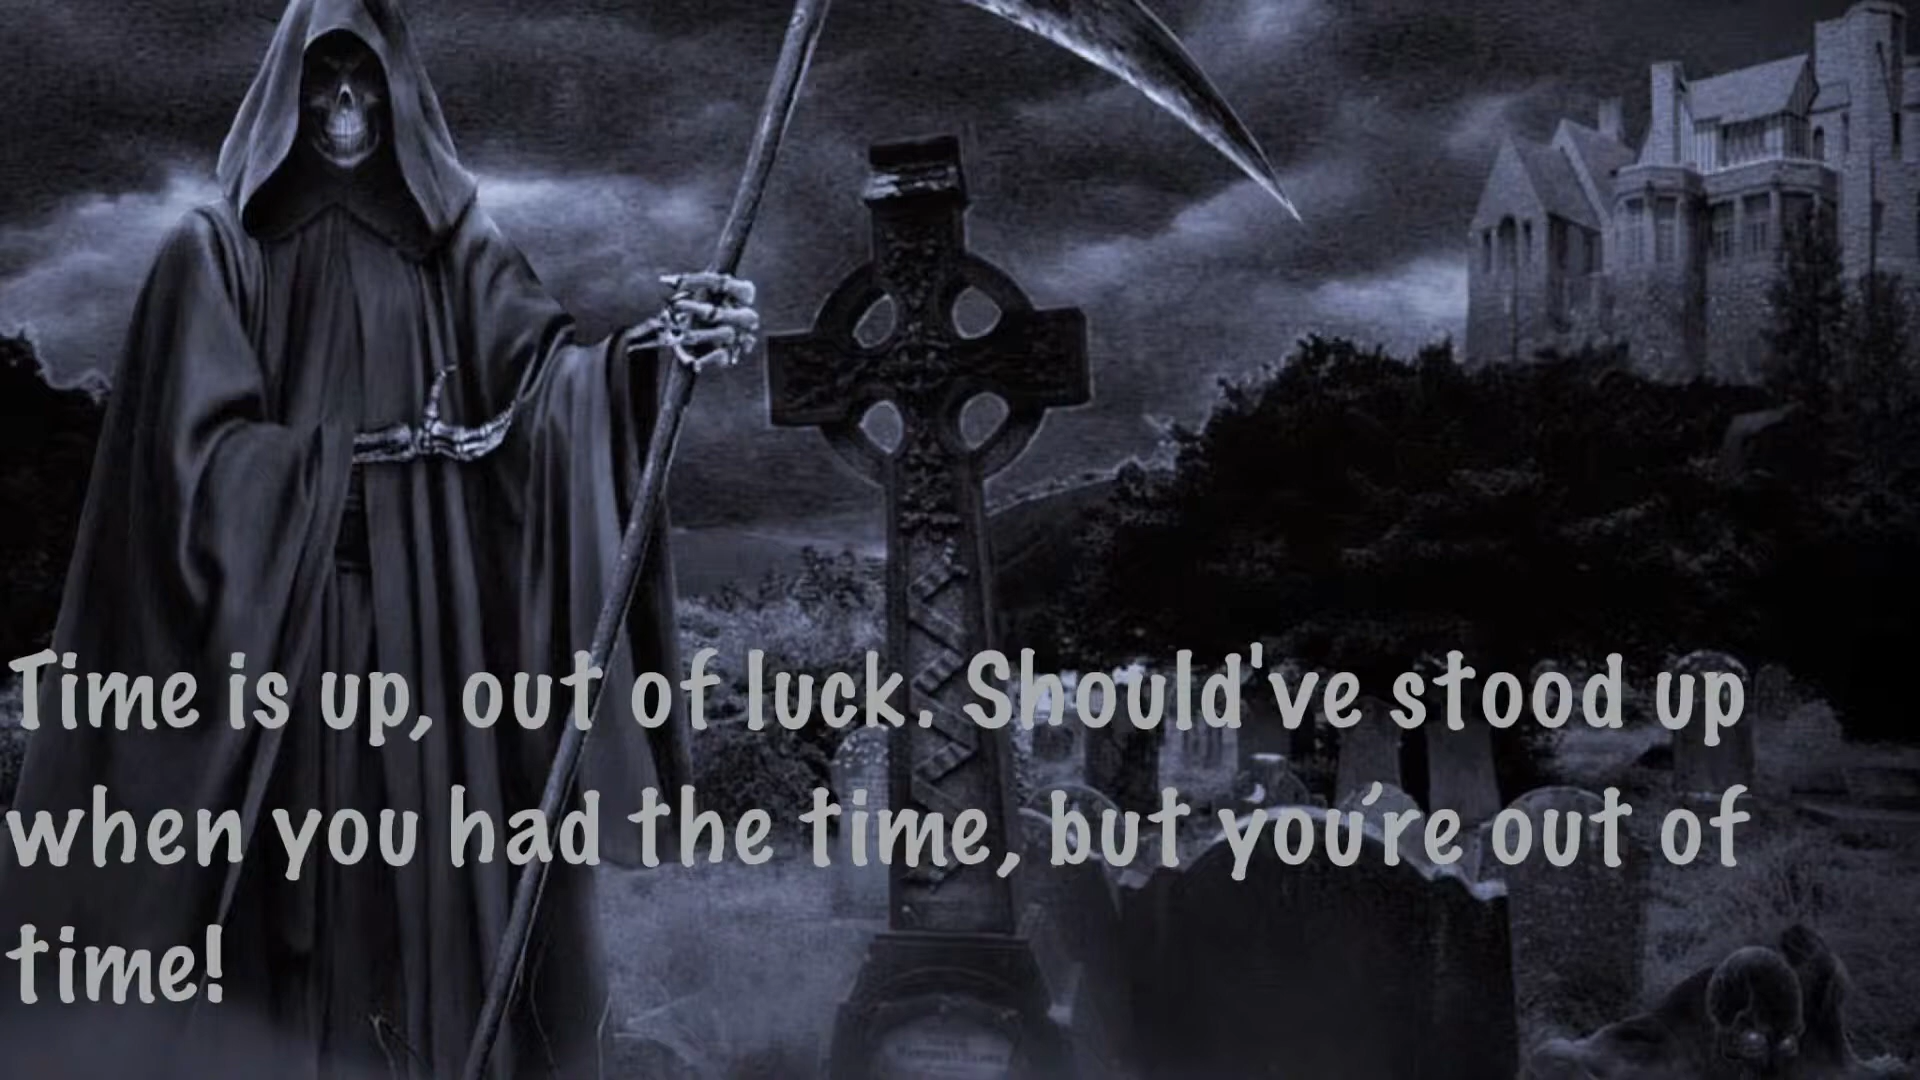 Time is up, out of luck. Should've stood up
when you had the time, but you're out of
time!